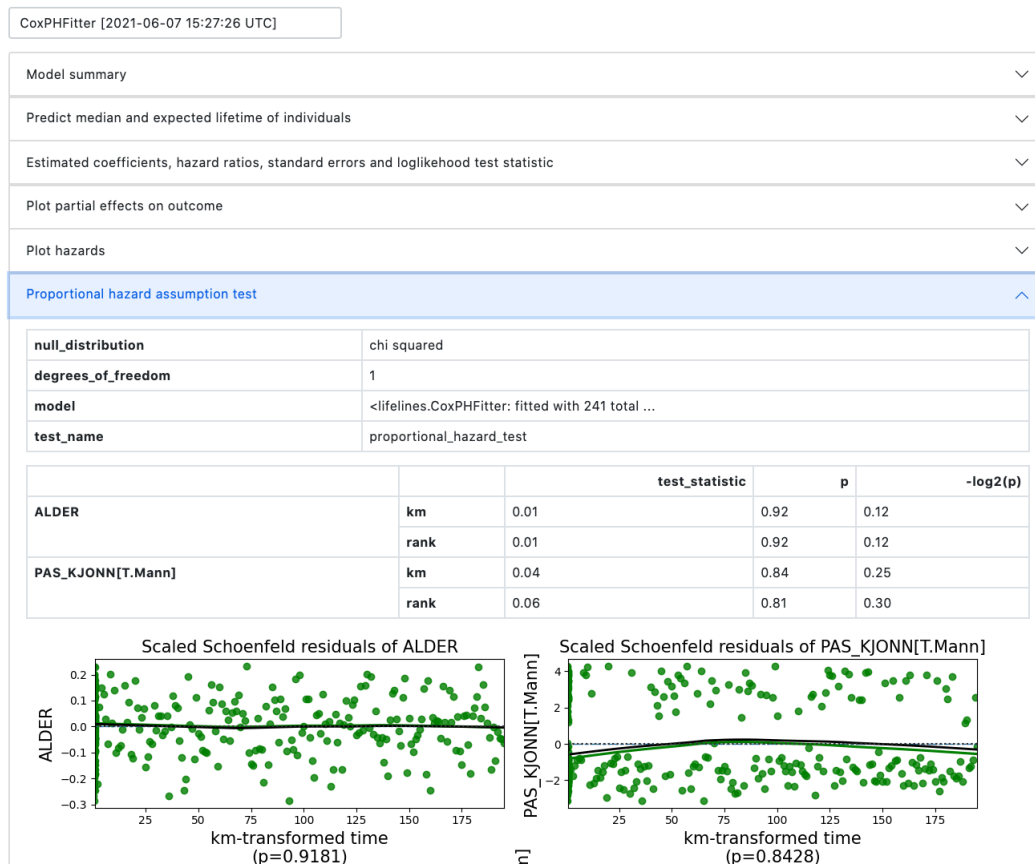 CoxPHFitter [2021-06-07 15:27:26 UTC]
Model summary
Predict median and expected lifetime of individuals
Estimated coefficients, hazard ratios, standard errors and loglikehood test statistic
Plot partial effects on outcome
Plot hazards
Proportional hazard assumption test
null_distribution chi squared
degrees_of_freedom 1
model <lifelines.CoxPHFitter: fitted with 241 total ...
test_name proportional_hazard_test
test_statistic p -log2(p)
ALDER km 0.01 0.92 0.12
rank 0.01 0.92 0.12
PAS_KJONN[T.Mann] km 0.04 0.84 0.25
rank 0.06 0.81 0.30
Scaled Schoenfeld residuals of ALDER
ALDER
0.2
0.1
0.0
−0.1
−0.2
−0.3
25 50 75 100 125 150 175
km-transformed time
(p=0.9181)
Scaled Schoenfeld residuals of PAS_KJONN[T.Mann]
PAS_KJONN[T.Mann]
4
2
0
−2
25 50 75 100 125 150 175
km-transformed time
(p=0.8428)